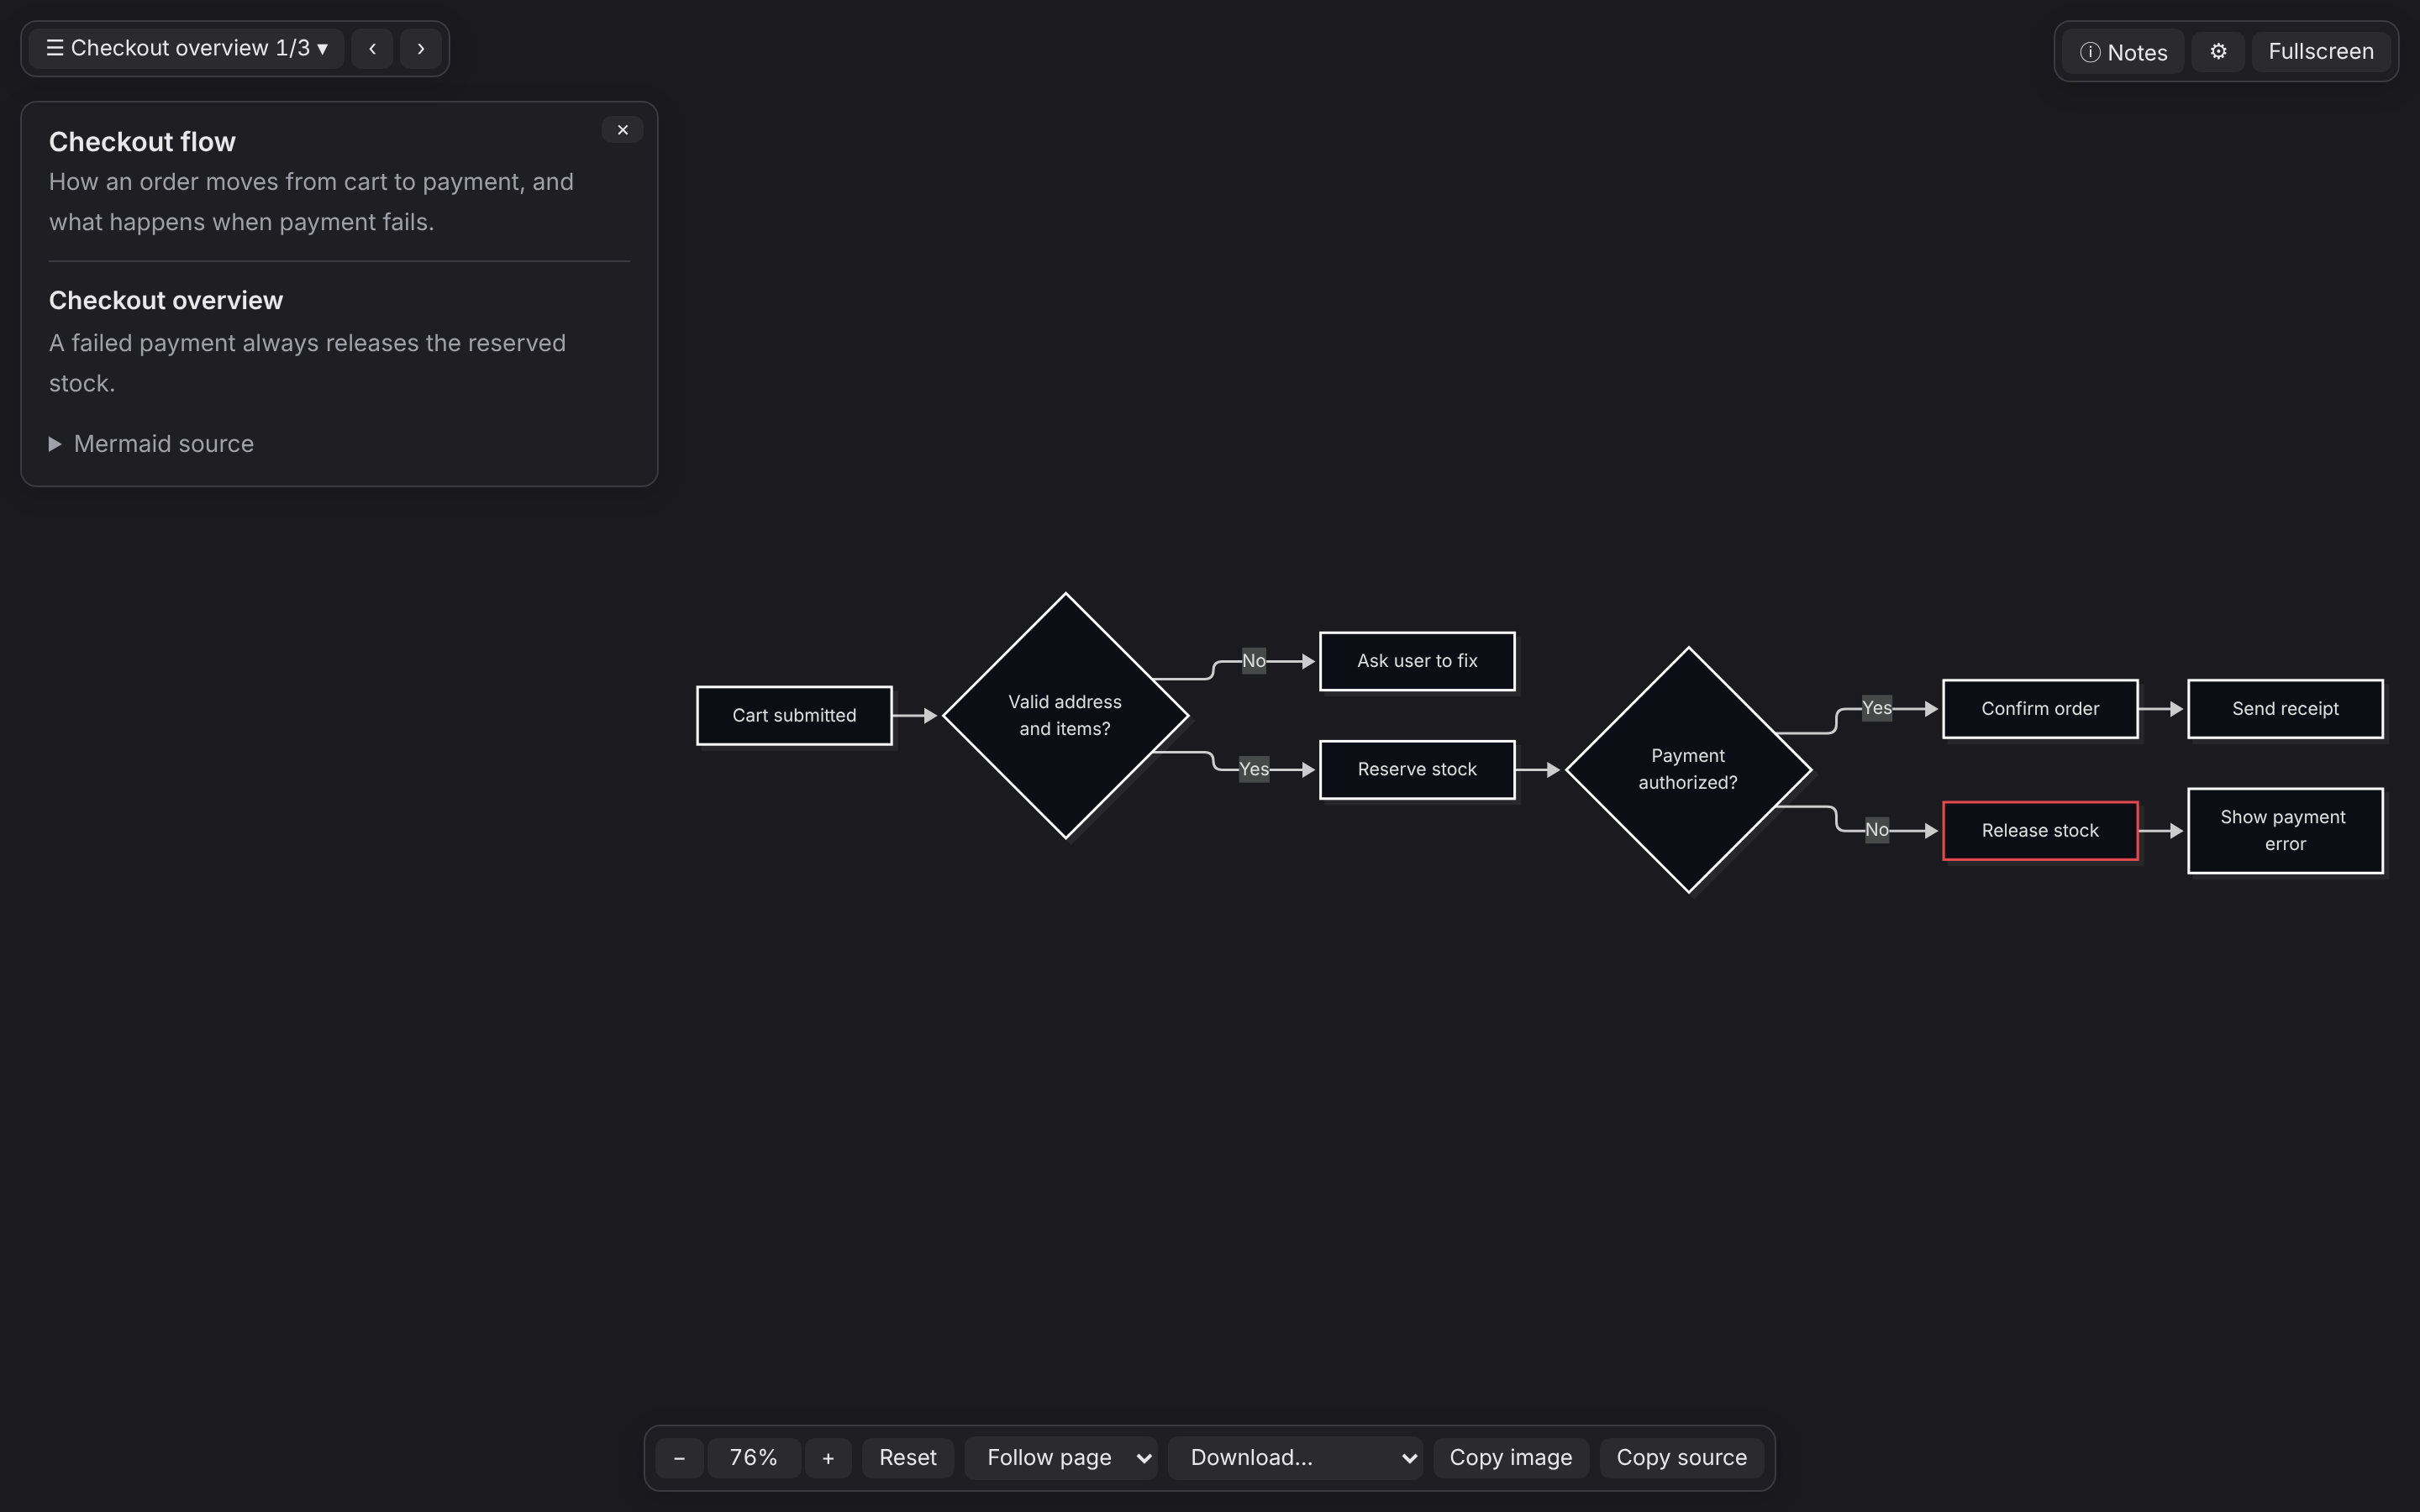 ☰ Checkout overview 1/3 ▾ ‹ ›
ⓘ Notes ⚙ Fullscreen
Checkout flow ✕
How an order moves from cart to payment, and
what happens when payment fails.
Checkout overview
A failed payment always releases the reserved
stock.
▶ Mermaid source
Cart submitted
Valid address
and items?
No
Ask user to fix
Yes
Reserve stock
Payment
authorized?
Yes
Confirm order
Send receipt
No
Release stock
Show payment
error
− 76% + Reset Follow page Download... Copy image Copy source